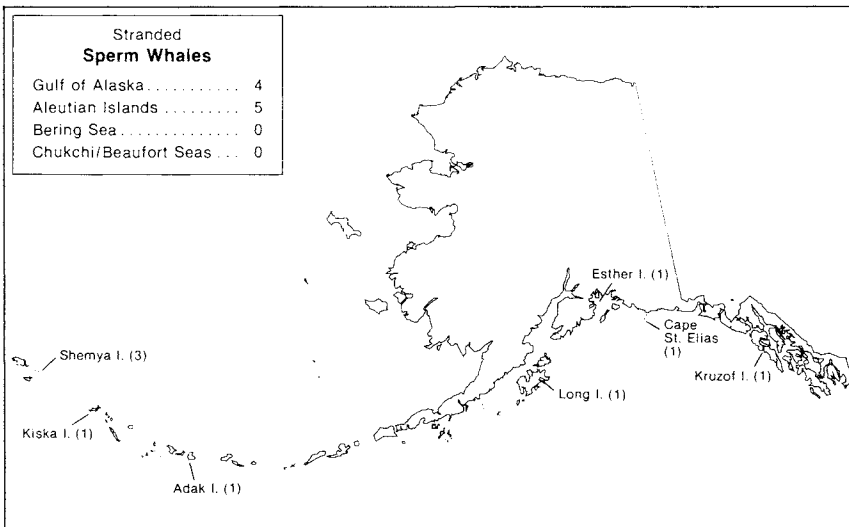 Stranded
Sperm Whales
Gulf of Alaska........... 4
Aleutian Islands ......... 5
Bering Sea .............. 0
Chukchi/Beaufort Seas ... 0
Esther I. (1)
Cape
St. Elias
(1)
Shemya I. (3)
Kruzof I. (1)
Long I. (1)
Kiska I. (1)
Adak I. (1)